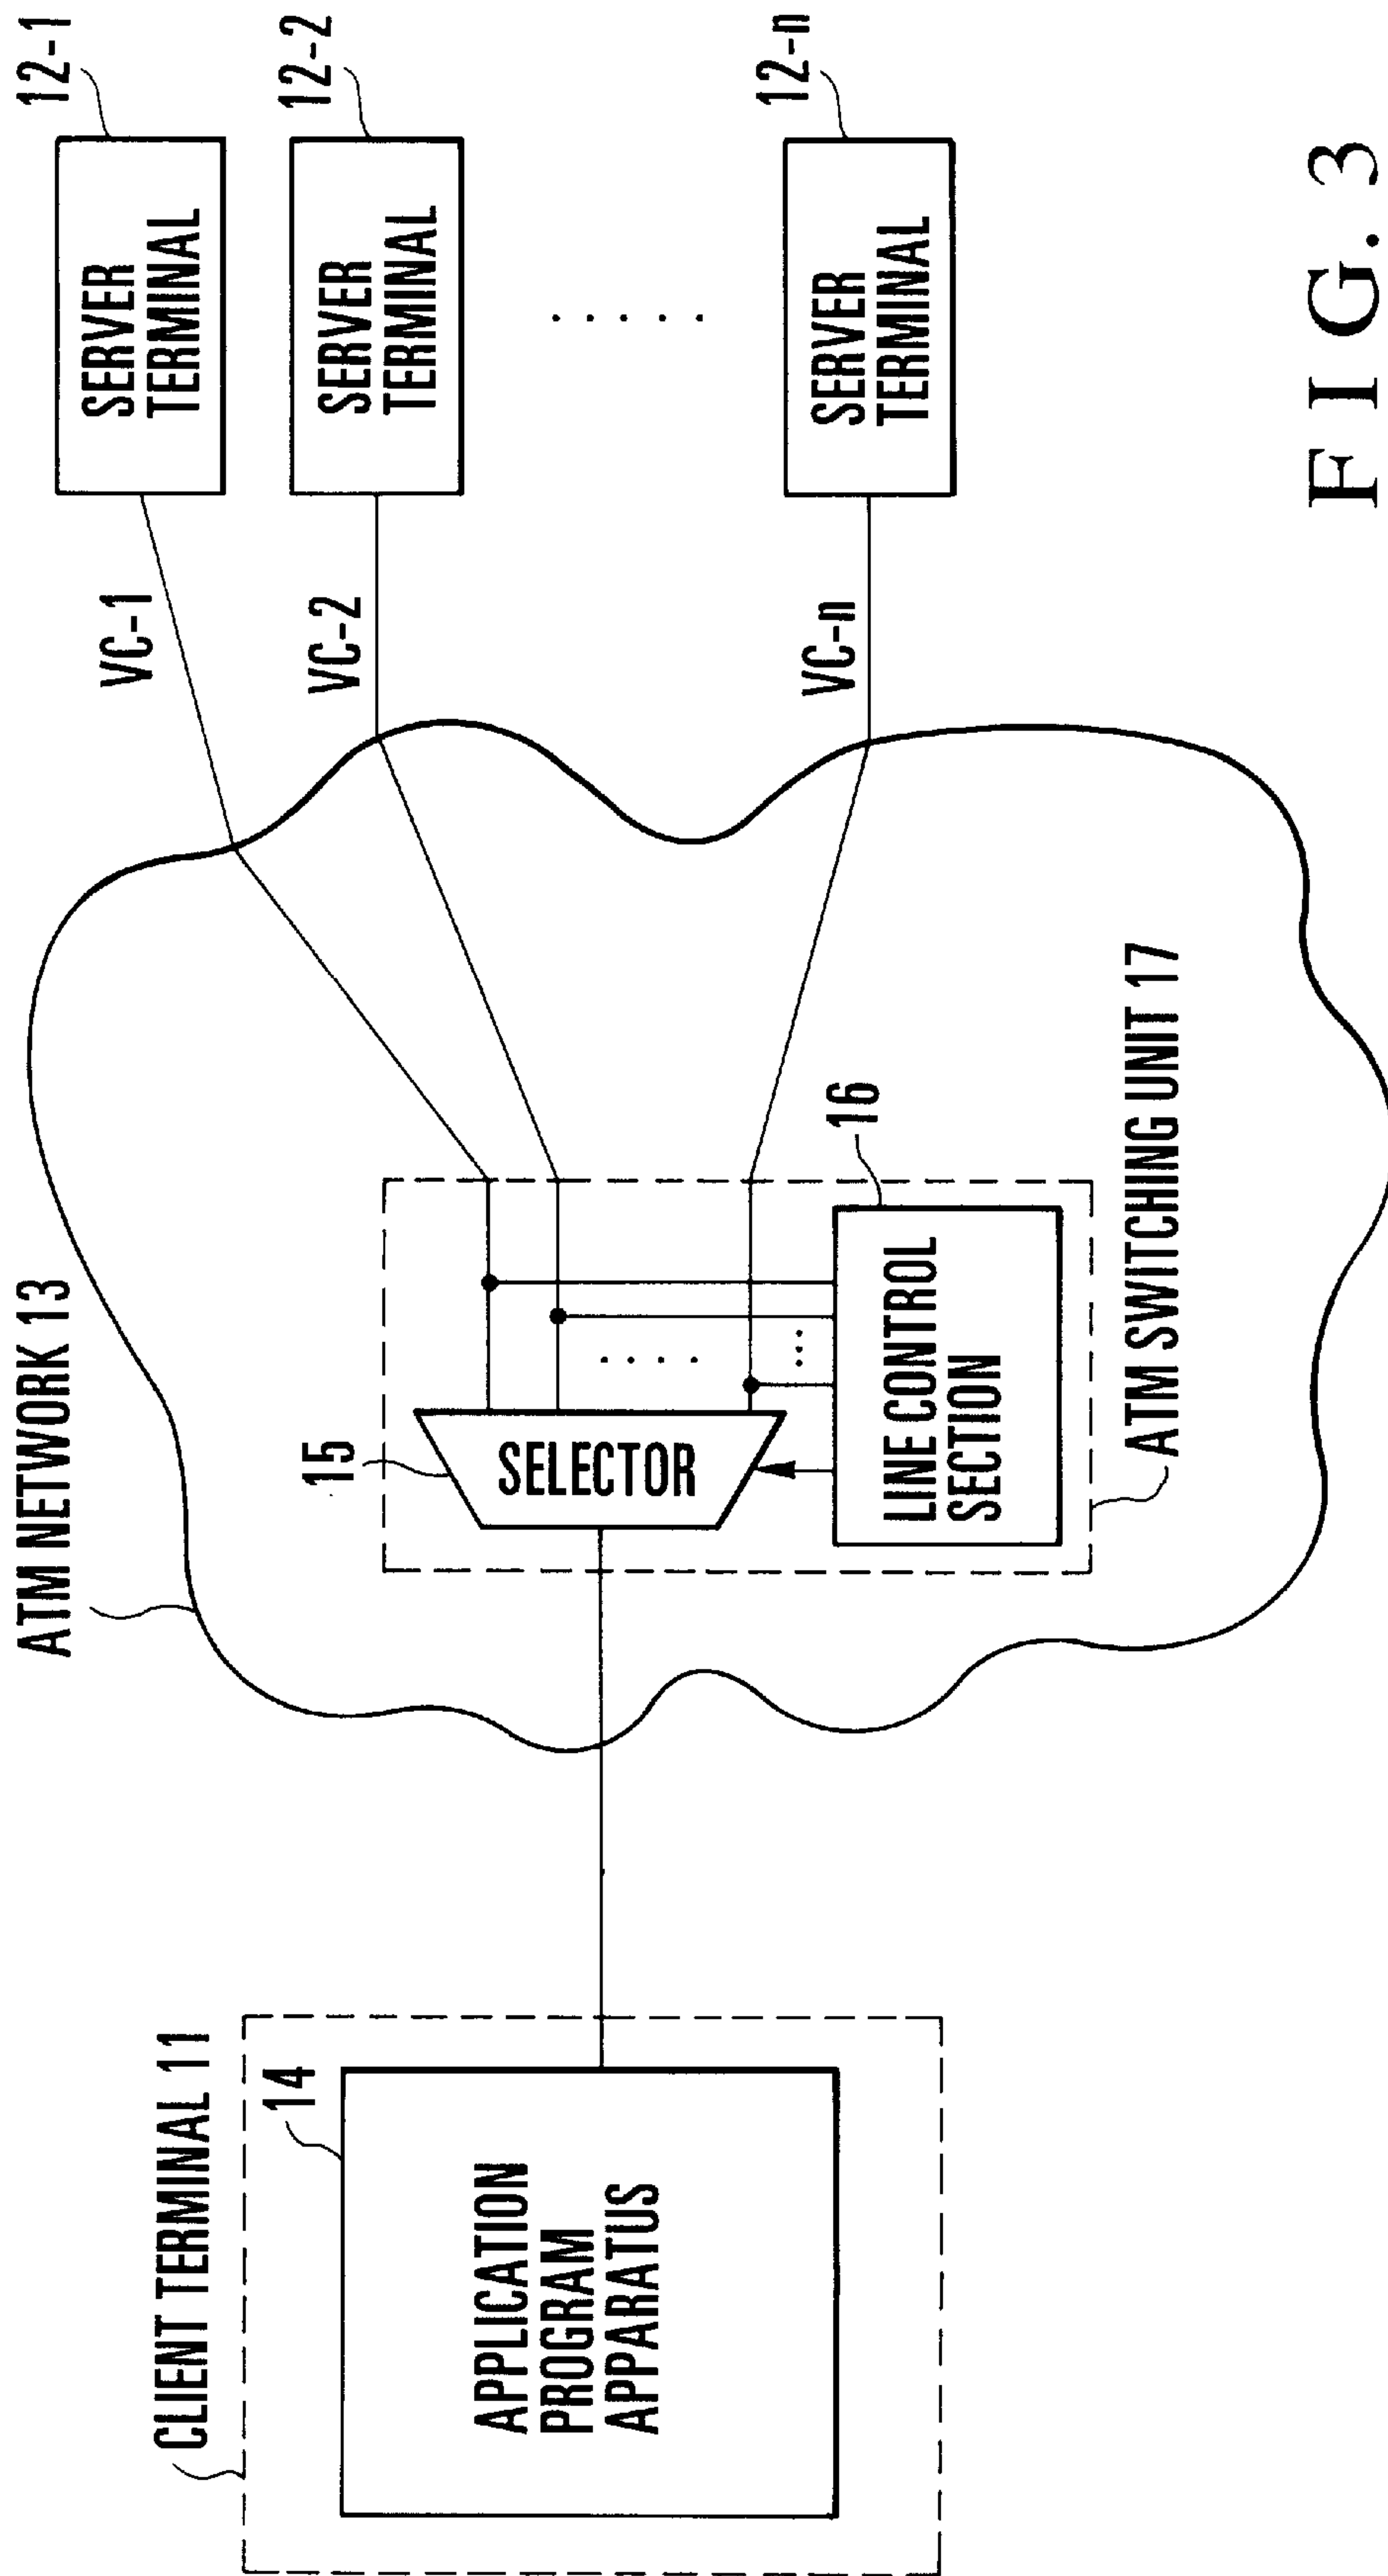 CLIENT TERMINAL 11
14
APPLICATION
PROGRAM
APPARATUS
ATM NETWORK 13
15
SELECTOR
16
LINE CONTROL
SECTION
ATM SWITCHING UNIT 17
VC-1
VC-2
VC-n
12-1
SERVER
TERMINAL
12-2
SERVER
TERMINAL
12-n
SERVER
TERMINAL
FIG. 3